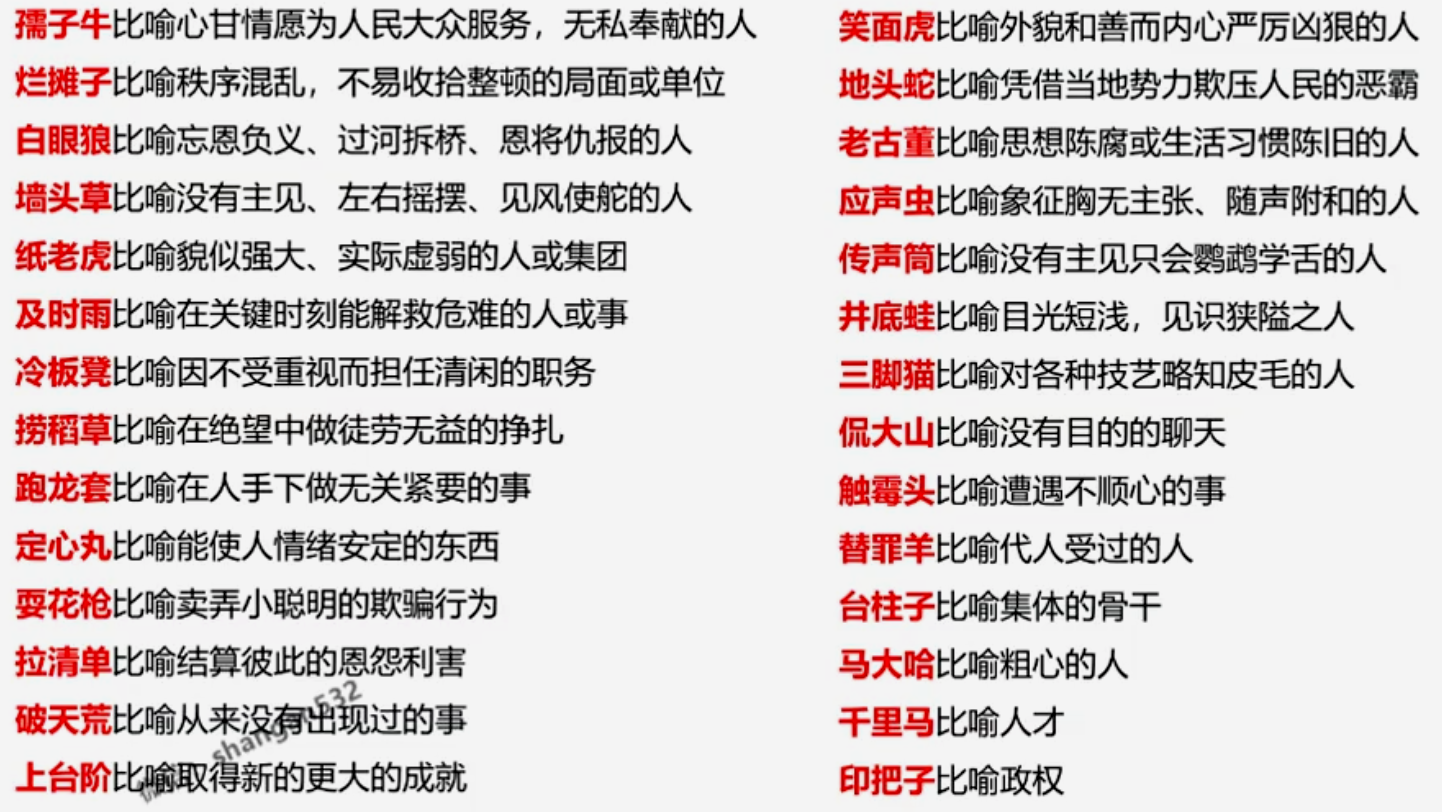 孺子牛比喻心甘情愿为人民大众服务，无私奉献的人
烂摊子比喻秩序混乱，不易收拾整顿的局面或单位
白眼狼比喻忘恩负义、过河拆桥、恩将仇报的人
墙头草比喻没有主见、左右摇摆、见风使舵的人
纸老虎比喻貌似强大、实际虚弱的人或集团
及时雨比喻在关键时刻能解救危难的人或事
冷板凳比喻因不受重视而担任清闲的职务
捞稻草比喻在绝望中做徒劳无益的挣扎
跑龙套比喻在人手下做无关紧要的事
定心丸比喻能使人情绪安定的东西
耍花枪比喻卖弄小聪明的欺骗行为
拉清单比喻结算彼此的恩怨利害
破天荒比喻从来没有出现过的事
上台阶比喻取得新的更大的成就
笑面虎比喻外貌和善而内心严厉凶狠的人
地头蛇比喻凭借当地势力欺压人民的恶霸
老古董比喻思想陈腐或生活习惯陈旧的人
应声虫比喻象征胸无主张、随声附和的人
传声筒比喻没有主见只会鹦鹉学舌的人
井底蛙比喻目光短浅，见识狭隘之人
三脚猫比喻对各种技艺略知皮毛的人
侃大山比喻没有目的的聊天
触霉头比喻遭遇不顺心的事
替罪羊比喻代人受过的人
台柱子比喻集体的骨干
马大哈比喻粗心的人
千里马比喻人才
印把子比喻政权